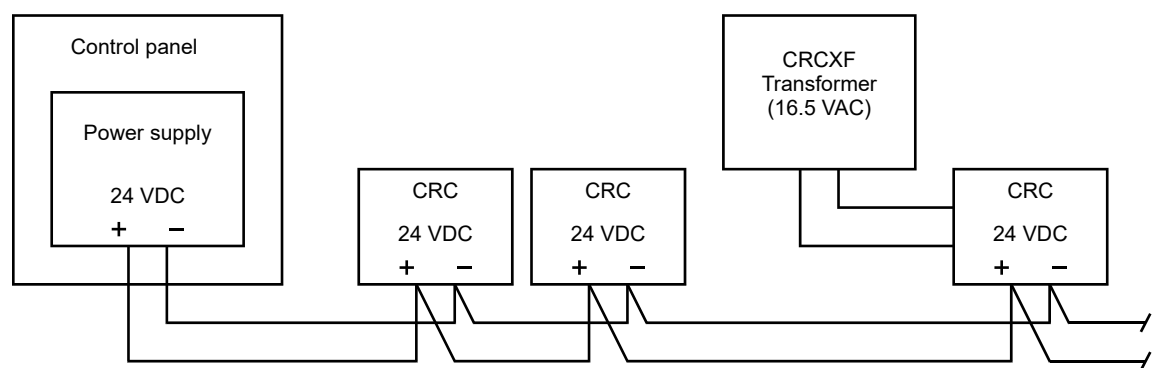 Control panel
Power supply
24 VDC
+ −
CRC
24 VDC
+ −
CRC
24 VDC
+ −
CRCXF
Transformer
(16.5 VAC)
CRC
24 VDC
+ −